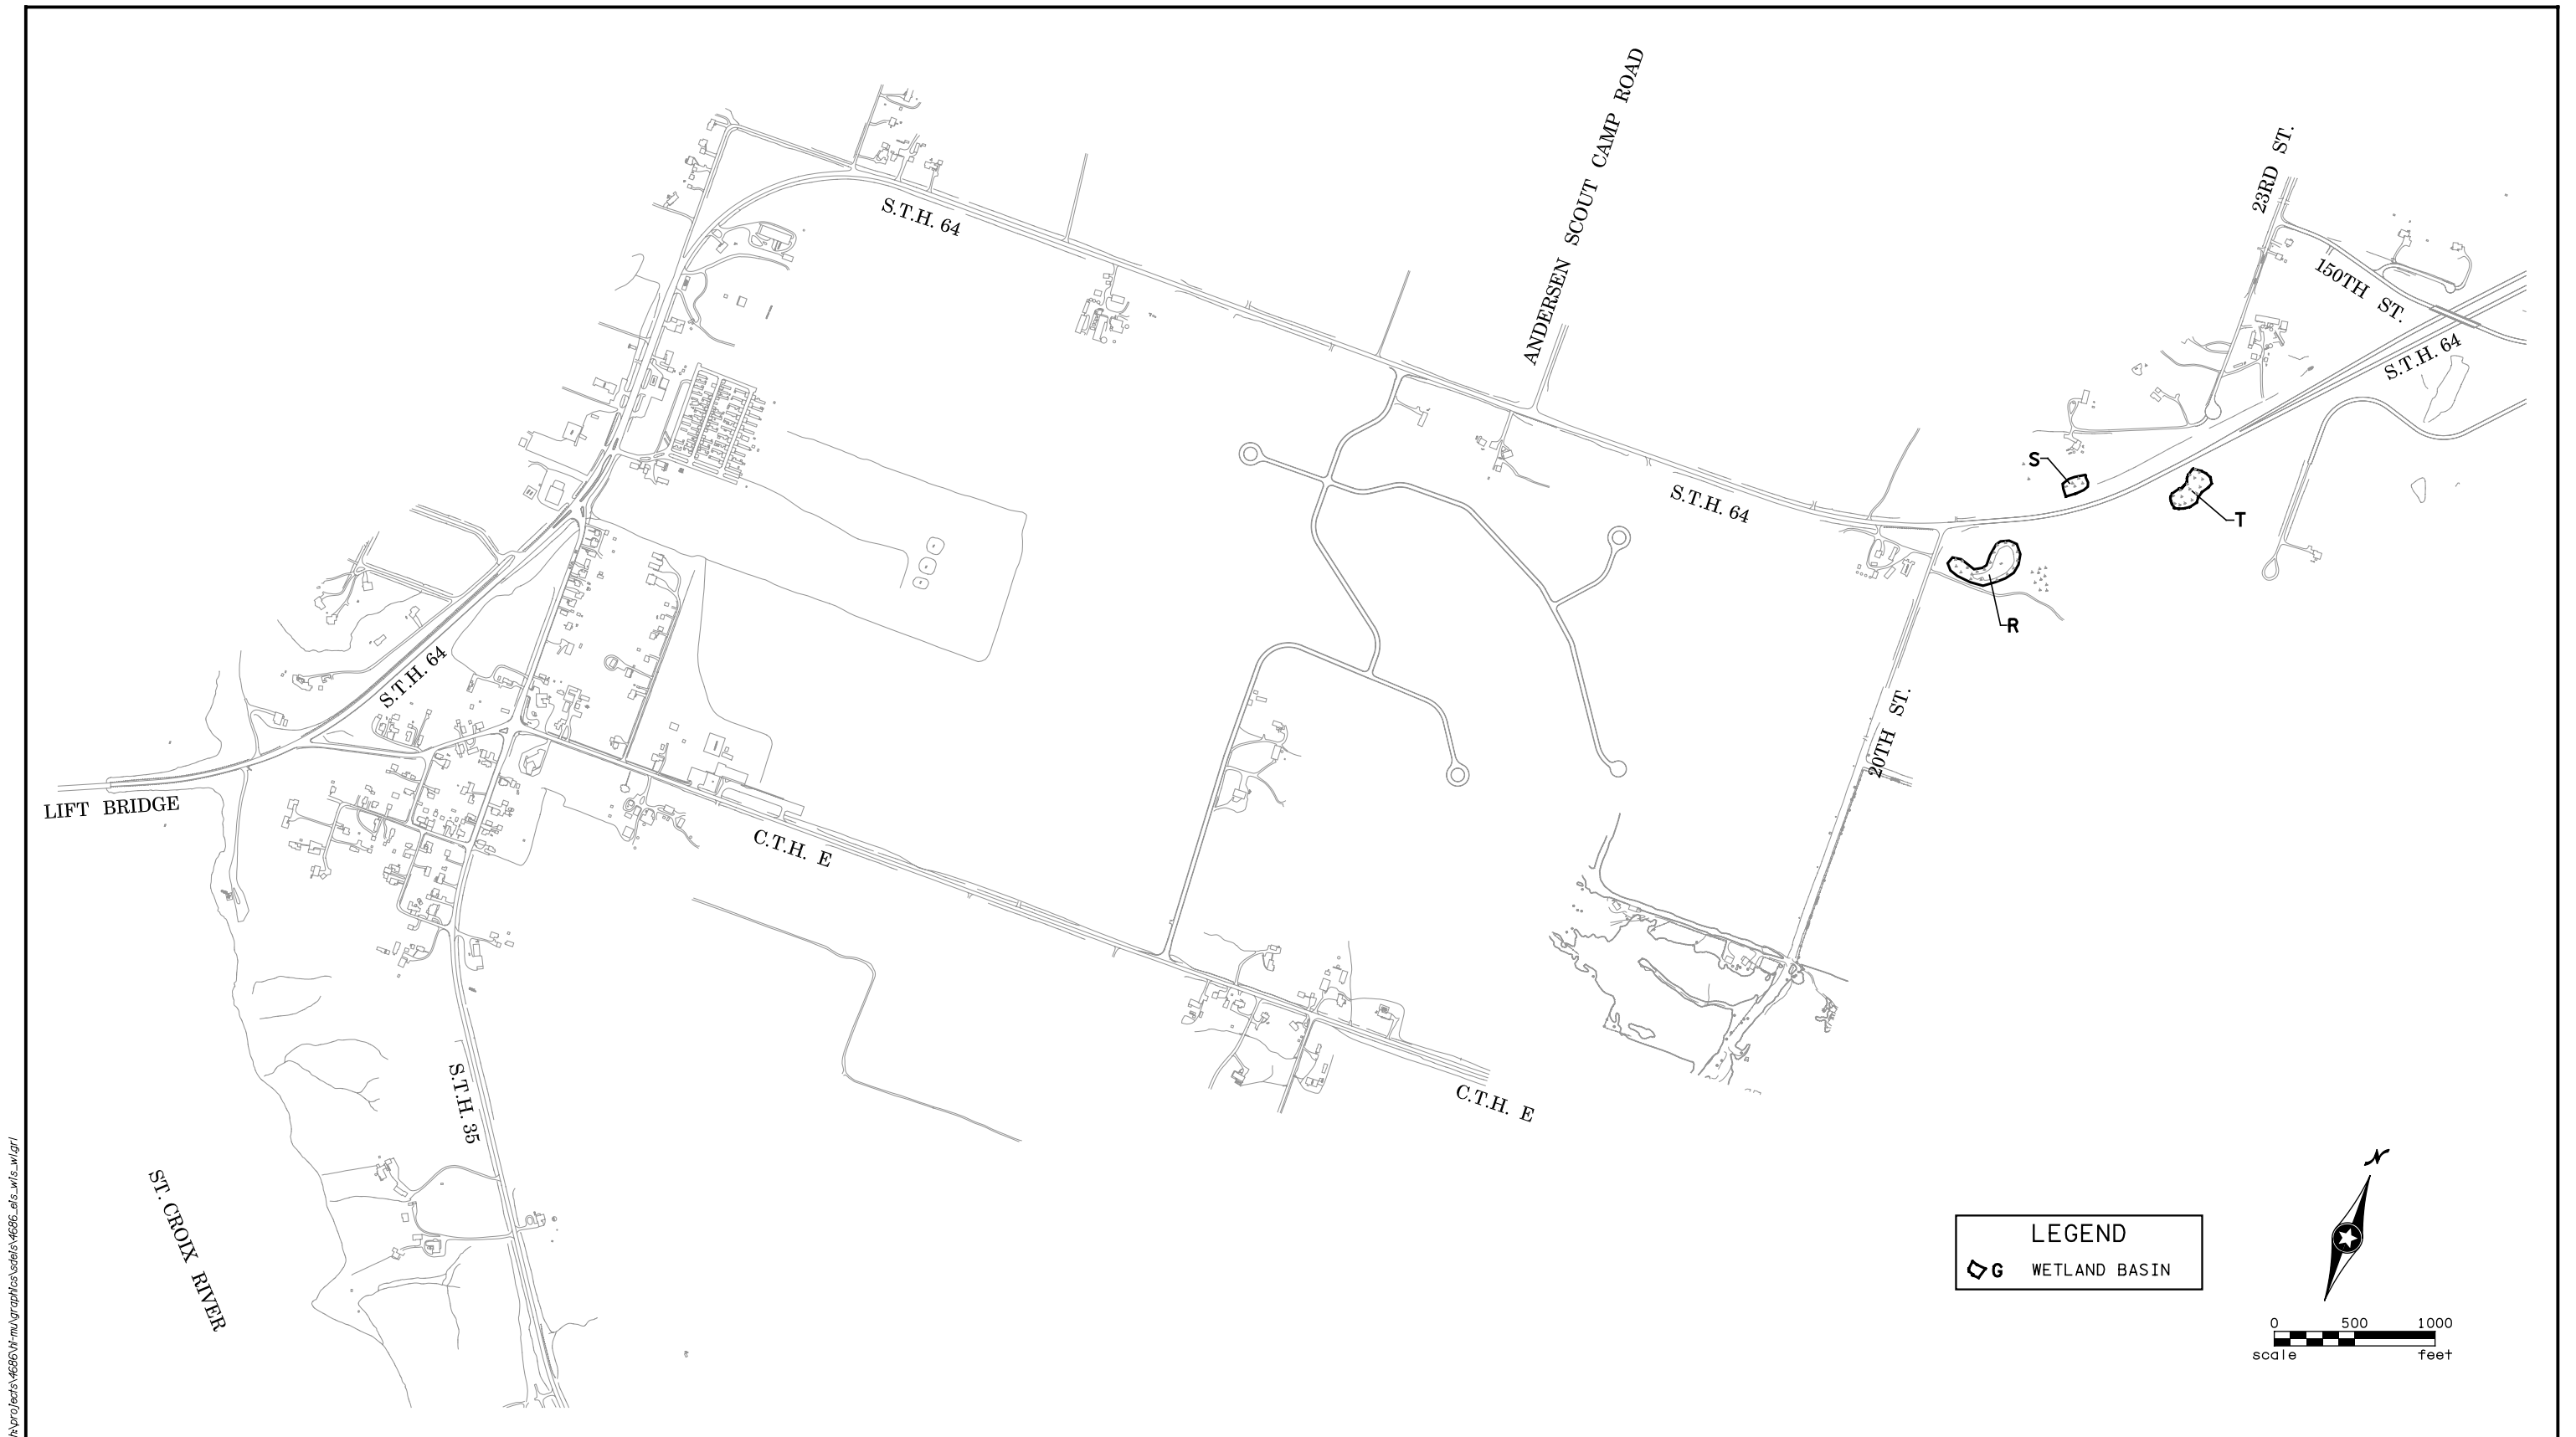 ANDERSEN SCOUT CAMP ROAD
23RD ST.
S.T.H. 64
150TH ST.
S.T.H. 64
S
T
S.T.H. 64
R
S.T.H. 64
20TH ST.
LIFT BRIDGE
C.T.H. E
S.T.H. 35
C.T.H. E
ST. CROIX RIVER
N
LEGEND
G WETLAND BASIN
0 500 1000
scale feet